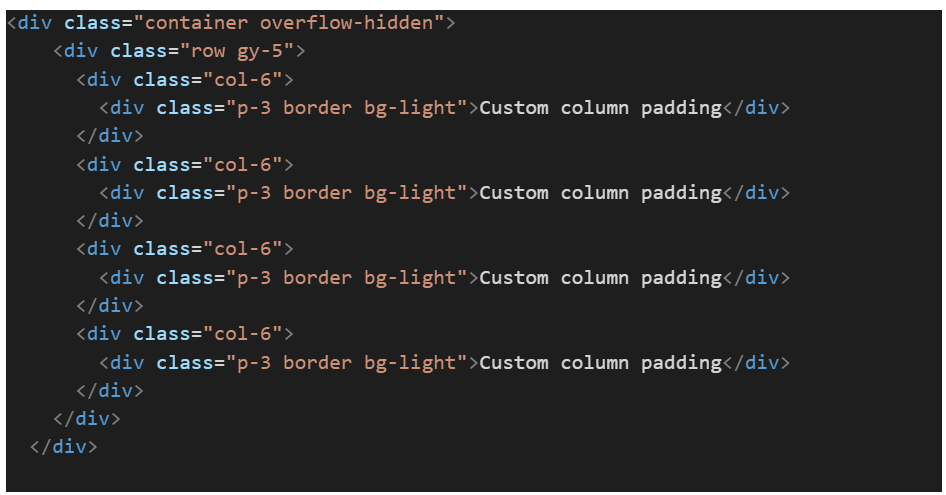 <div class="container overflow-hidden">
    <div class="row gy-5">
      <div class="col-6">
        <div class="p-3 border bg-light">Custom column padding</div>
      </div>
      <div class="col-6">
        <div class="p-3 border bg-light">Custom column padding</div>
      </div>
      <div class="col-6">
        <div class="p-3 border bg-light">Custom column padding</div>
      </div>
      <div class="col-6">
        <div class="p-3 border bg-light">Custom column padding</div>
      </div>
    </div>
  </div>